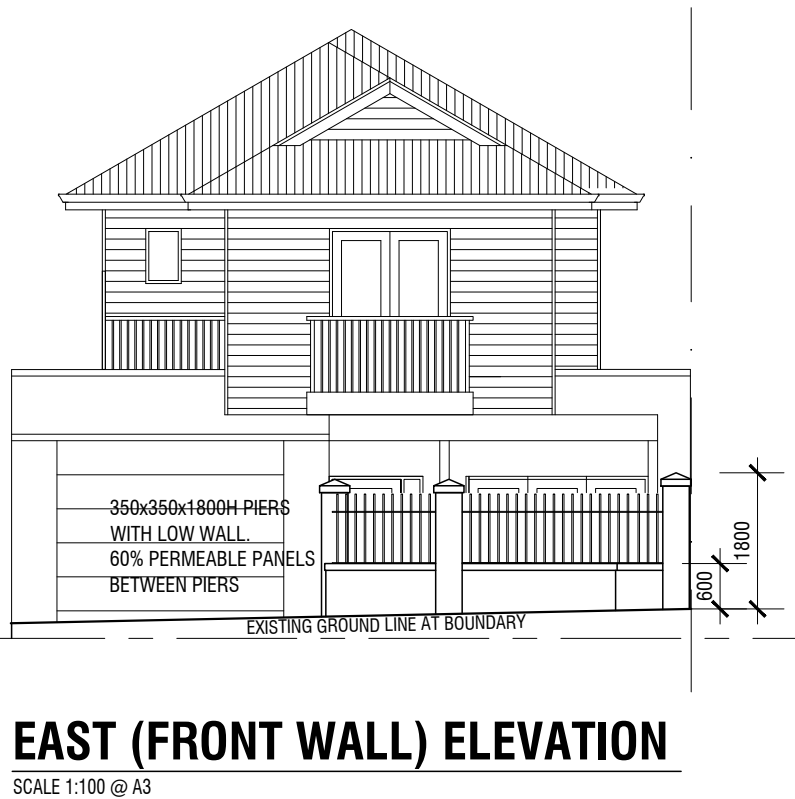 350x350x1800H PIERS
WITH LOW WALL.
60% PERMEABLE PANELS
BETWEEN PIERS
1800
600
EXISTING GROUND LINE AT BOUNDARY
EAST (FRONT WALL) ELEVATION
SCALE 1:100 @ A3